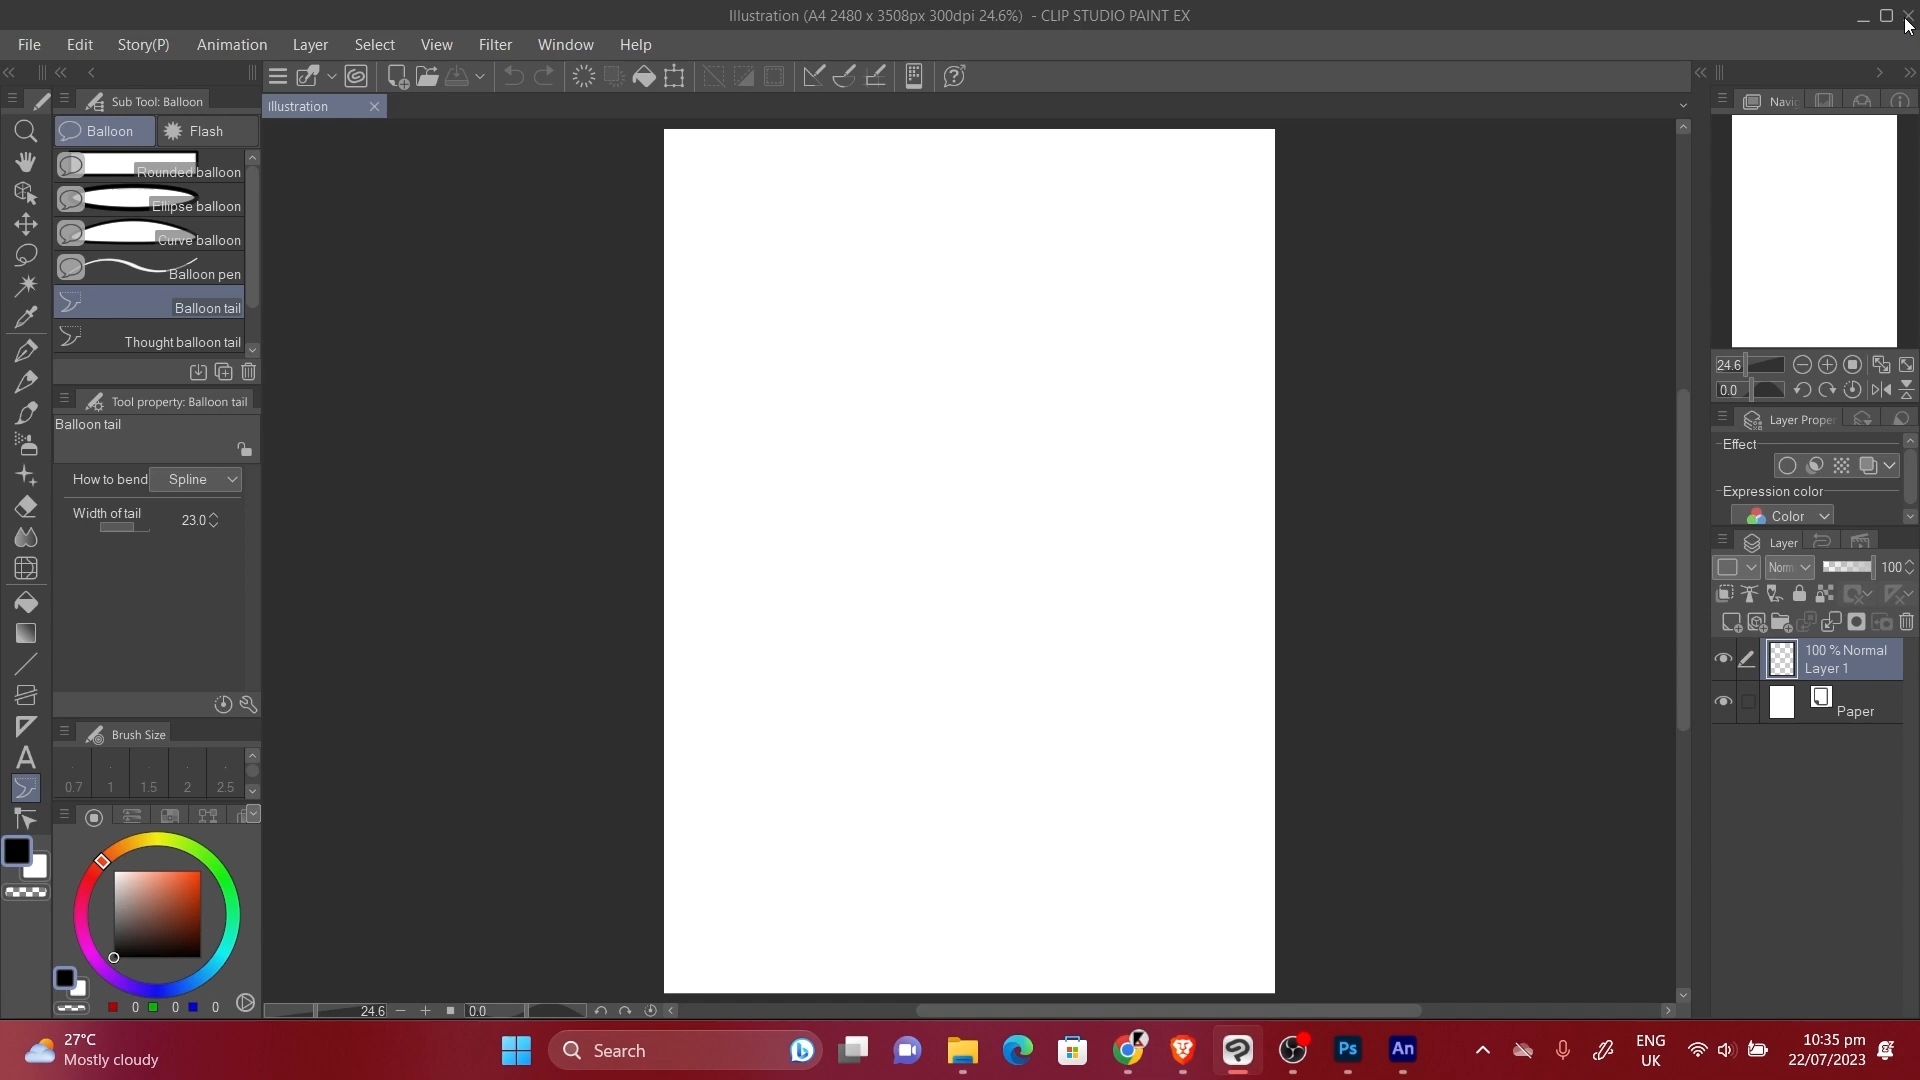 Illustration (A4 2480 x 3508px 300dpi 24.6%) - CLIP STUDIO PAINT EX
File Edit Story(P) Animation Layer Select View Filter Window Help
Sub Tool: Balloon
Illustration
Balloon Flash
Rounded balloon
Ellipse balloon
Curve balloon
Balloon pen
Balloon tail
Thought balloon tail
Tool property: Balloon tail
Balloon tail
How to bend Spline
Width of tail 23.0
Brush Size
0.7 1 1.5 2 2.5
0 0 0
24.6 0.0
Navig
24.6
0.0
Layer Proper
Effect
Expression color
Color
Layer
Norm 100
100 % Normal
Layer 1
Paper
27°C
Mostly cloudy
Search
Ps
An
ENG
UK
10:35 pm
22/07/2023